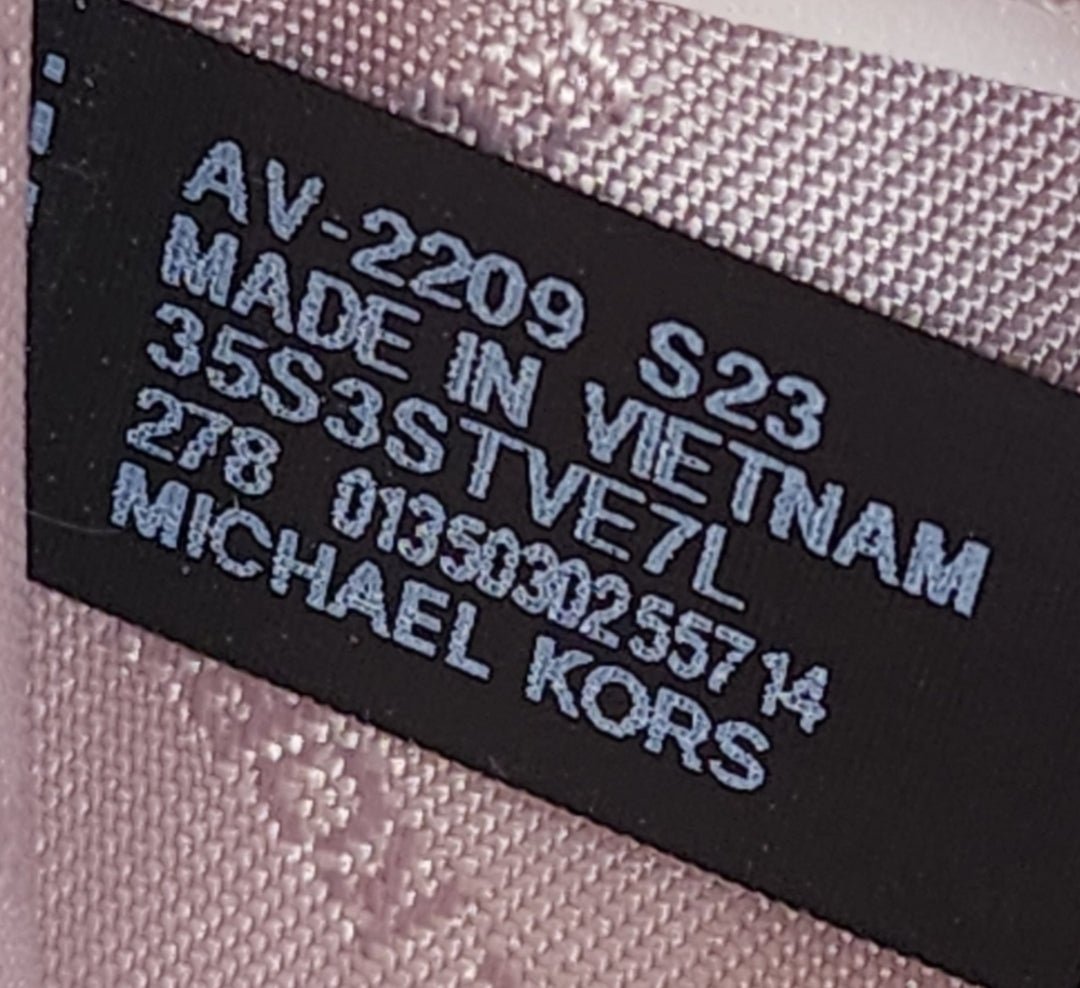 AV-2209 S23
MADE IN VIETNAM
35S3STVE7L
278 0135030255714
MICHAEL KORS